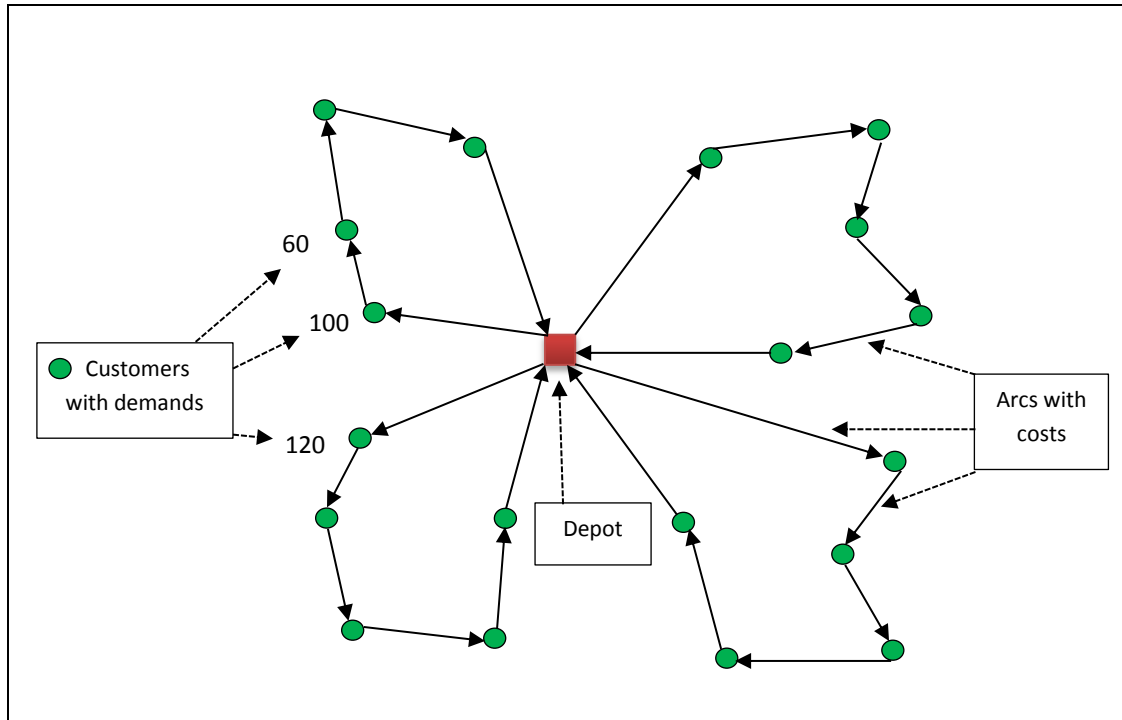 60
100
Customers
with demands
120
Arcs with
costs
Depot